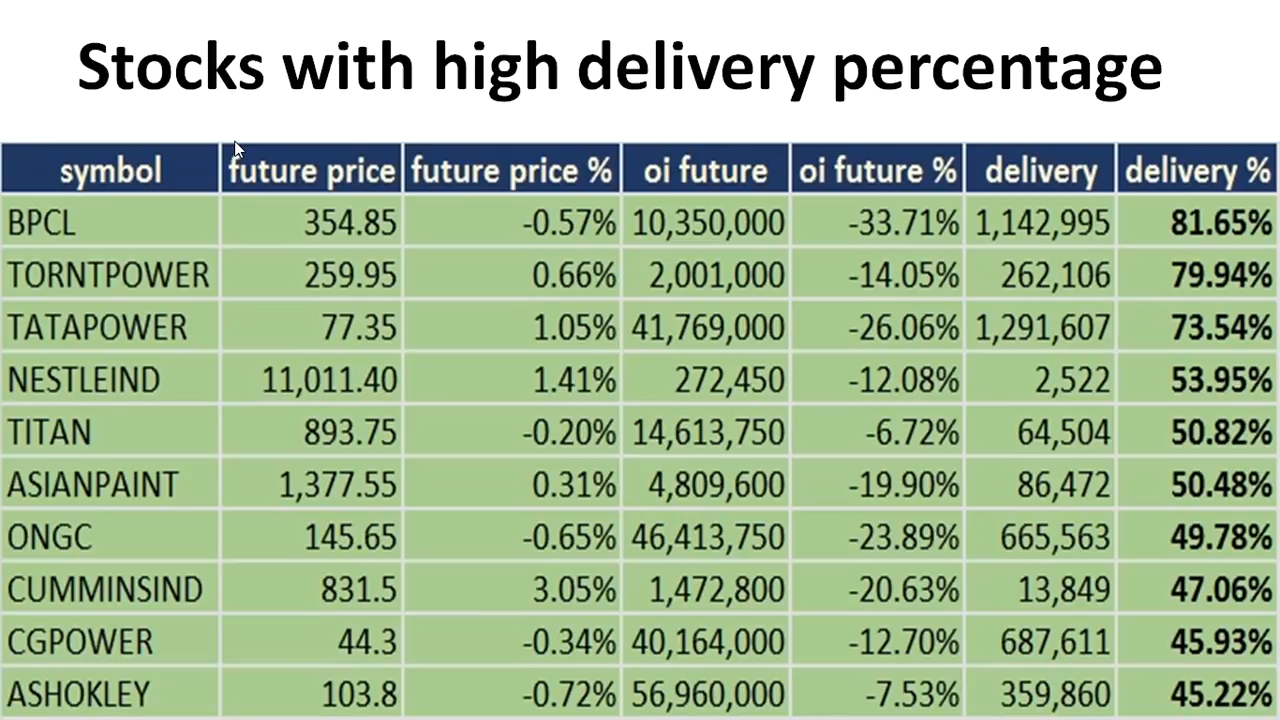 Stocks with high delivery percentage
symbol future price future price % oi future oi future % delivery delivery %
BPCL 354.85 -0.57% 10,350,000 -33.71% 1,142,995 81.65%
TORNTPOWER 259.95 0.66% 2,001,000 -14.05% 262,106 79.94%
TATAPOWER 77.35 1.05% 41,769,000 -26.06% 1,291,607 73.54%
NESTLEIND 11,011.40 1.41% 272,450 -12.08% 2,522 53.95%
TITAN 893.75 -0.20% 14,613,750 -6.72% 64,504 50.82%
ASIANPAINT 1,377.55 0.31% 4,809,600 -19.90% 86,472 50.48%
ONGC 145.65 -0.65% 46,413,750 -23.89% 665,563 49.78%
CUMMINSIND 831.5 3.05% 1,472,800 -20.63% 13,849 47.06%
CGPOWER 44.3 -0.34% 40,164,000 -12.70% 687,611 45.93%
ASHOKLEY 103.8 -0.72% 56,960,000 -7.53% 359,860 45.22%